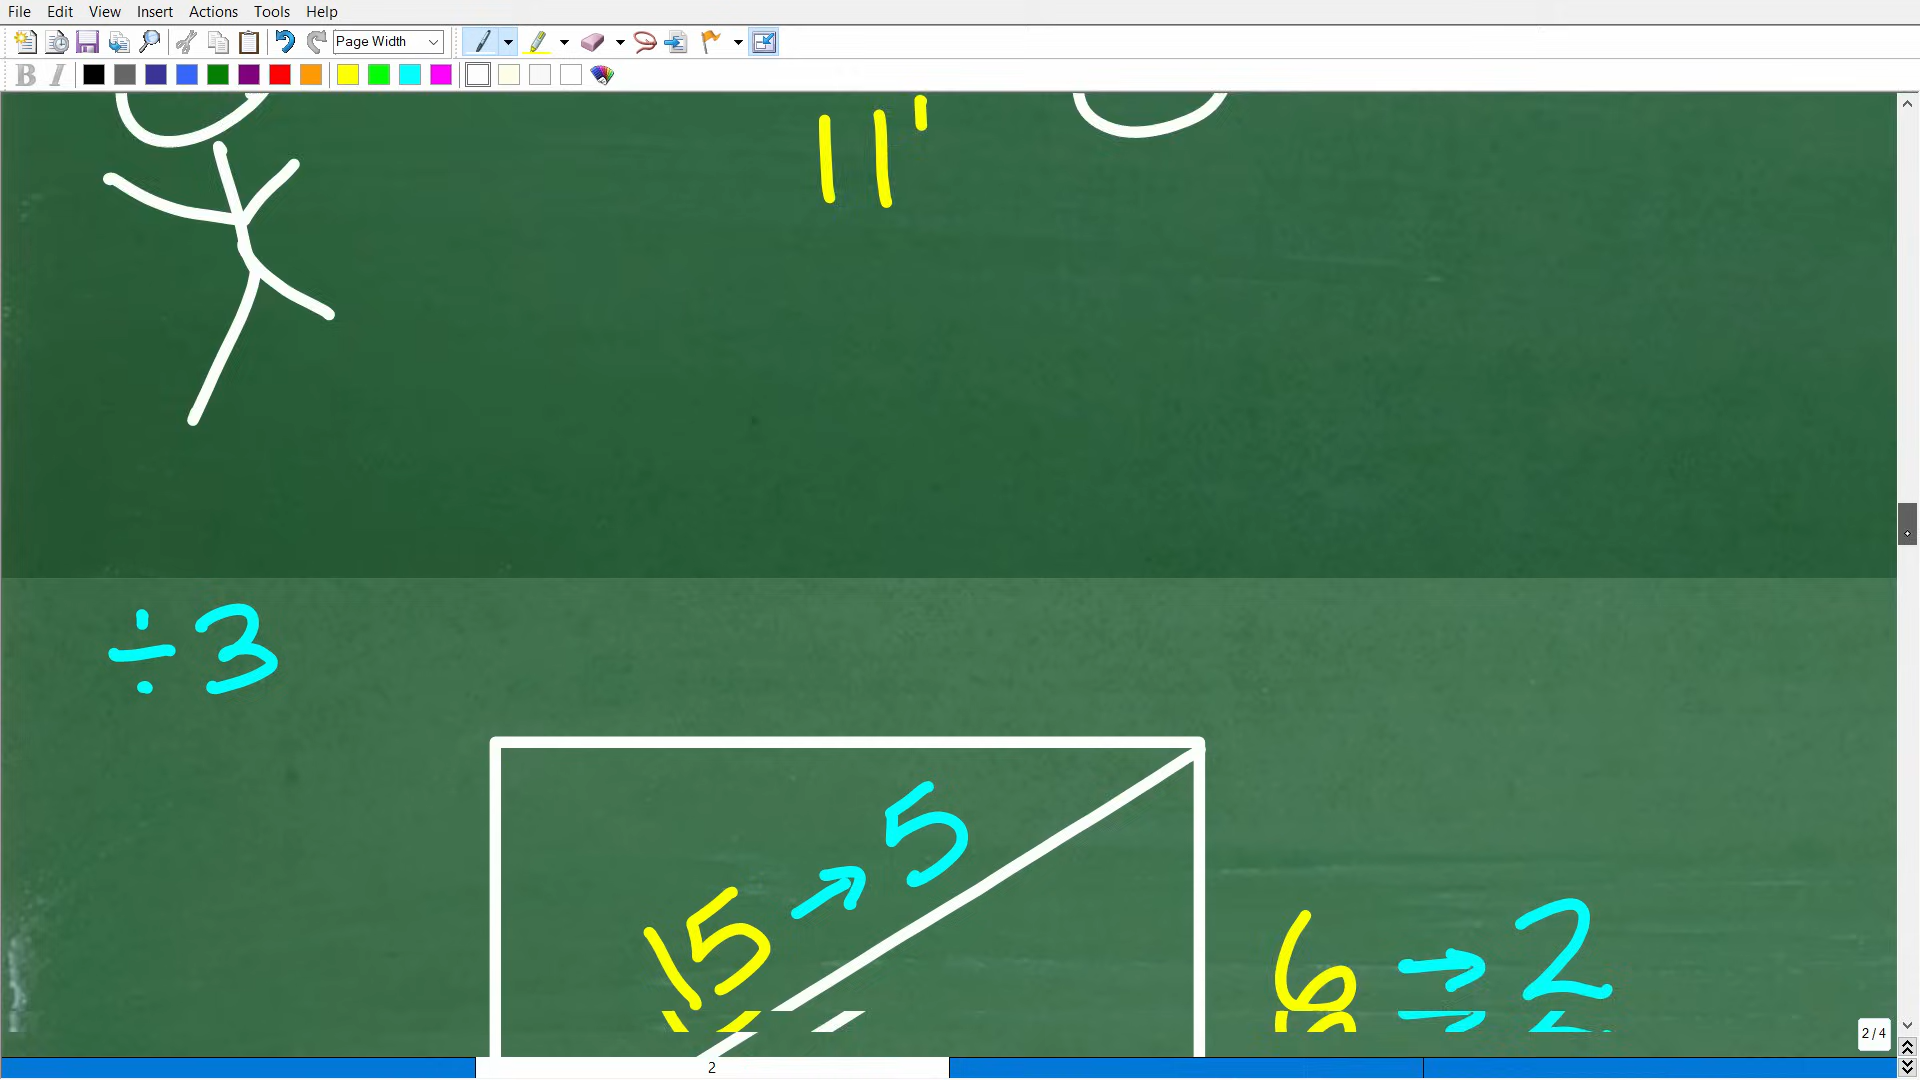 File Edit View Insert Actions Tools Help
Page Width
B I
11'
÷3
15 → 5
6 → 2
2 / 4
2